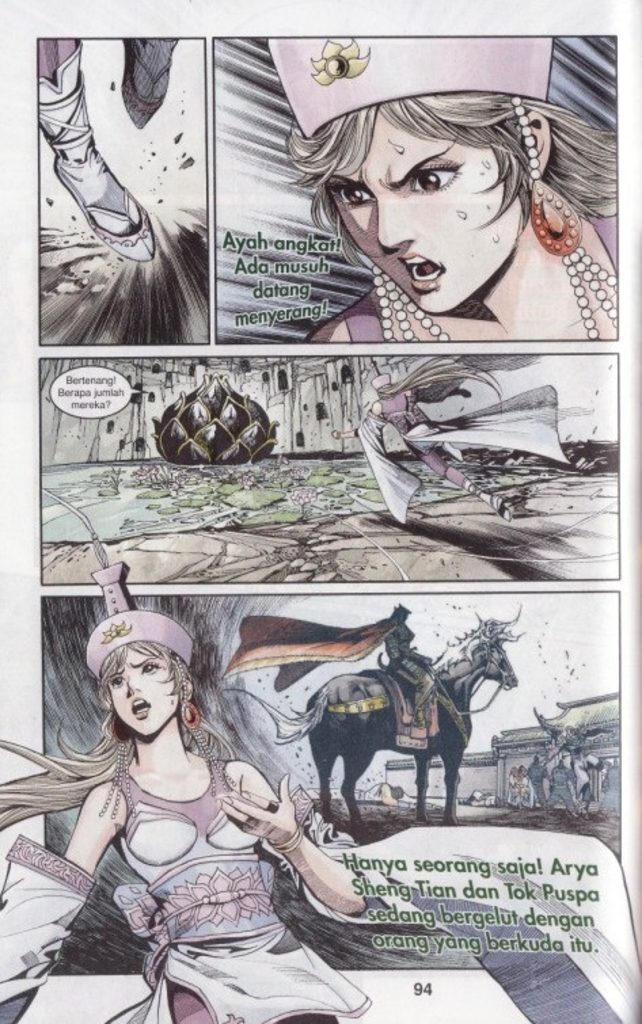 Ayah angkat!
Ada musuh
datang
menyerang!
Bertenang!
Berapa jumlah
mereka?
Hanya seorang saja! Arya
Sheng Tian dan Tok Puspa
sedang bergelut dengan
orang yang berkuda itu.
94